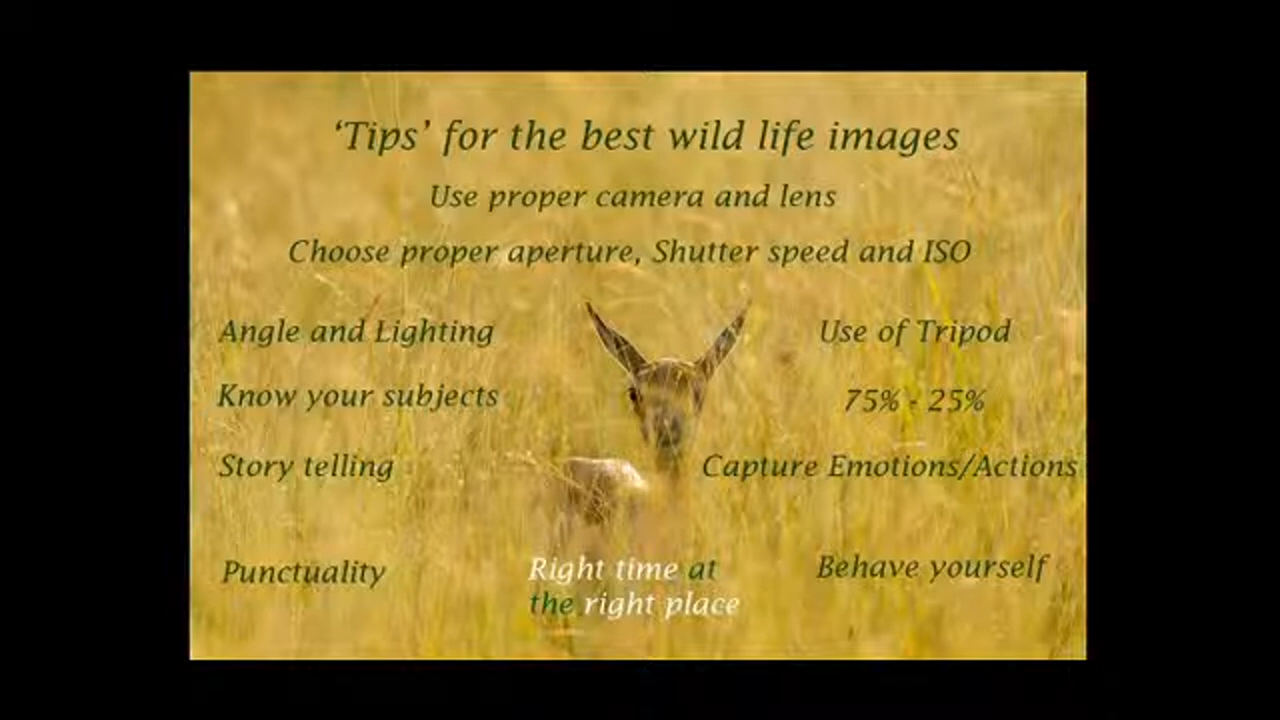 ‘Tips’ for the best wild life images
Use proper camera and lens
Choose proper aperture, Shutter speed and ISO
Angle and Lighting
Use of Tripod
Know your subjects
75% - 25%
Story telling
Capture Emotions/Actions
Punctuality
Right time at
the right place
Behave yourself